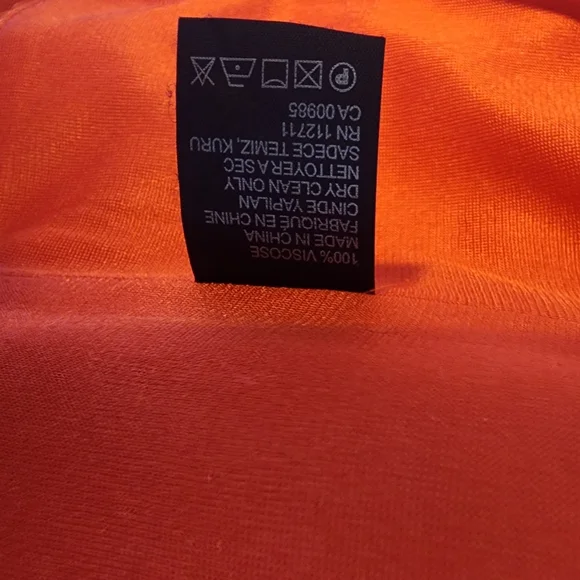 100% VISCOSE
MADE IN CHINA
FABRIQUÉ EN CHINE
CIN'DE YAPILAN
DRY CLEAN ONLY
NETTOYER A SEC
SADECE TEMIZ, KURU
RN 112711
CA 00985
P